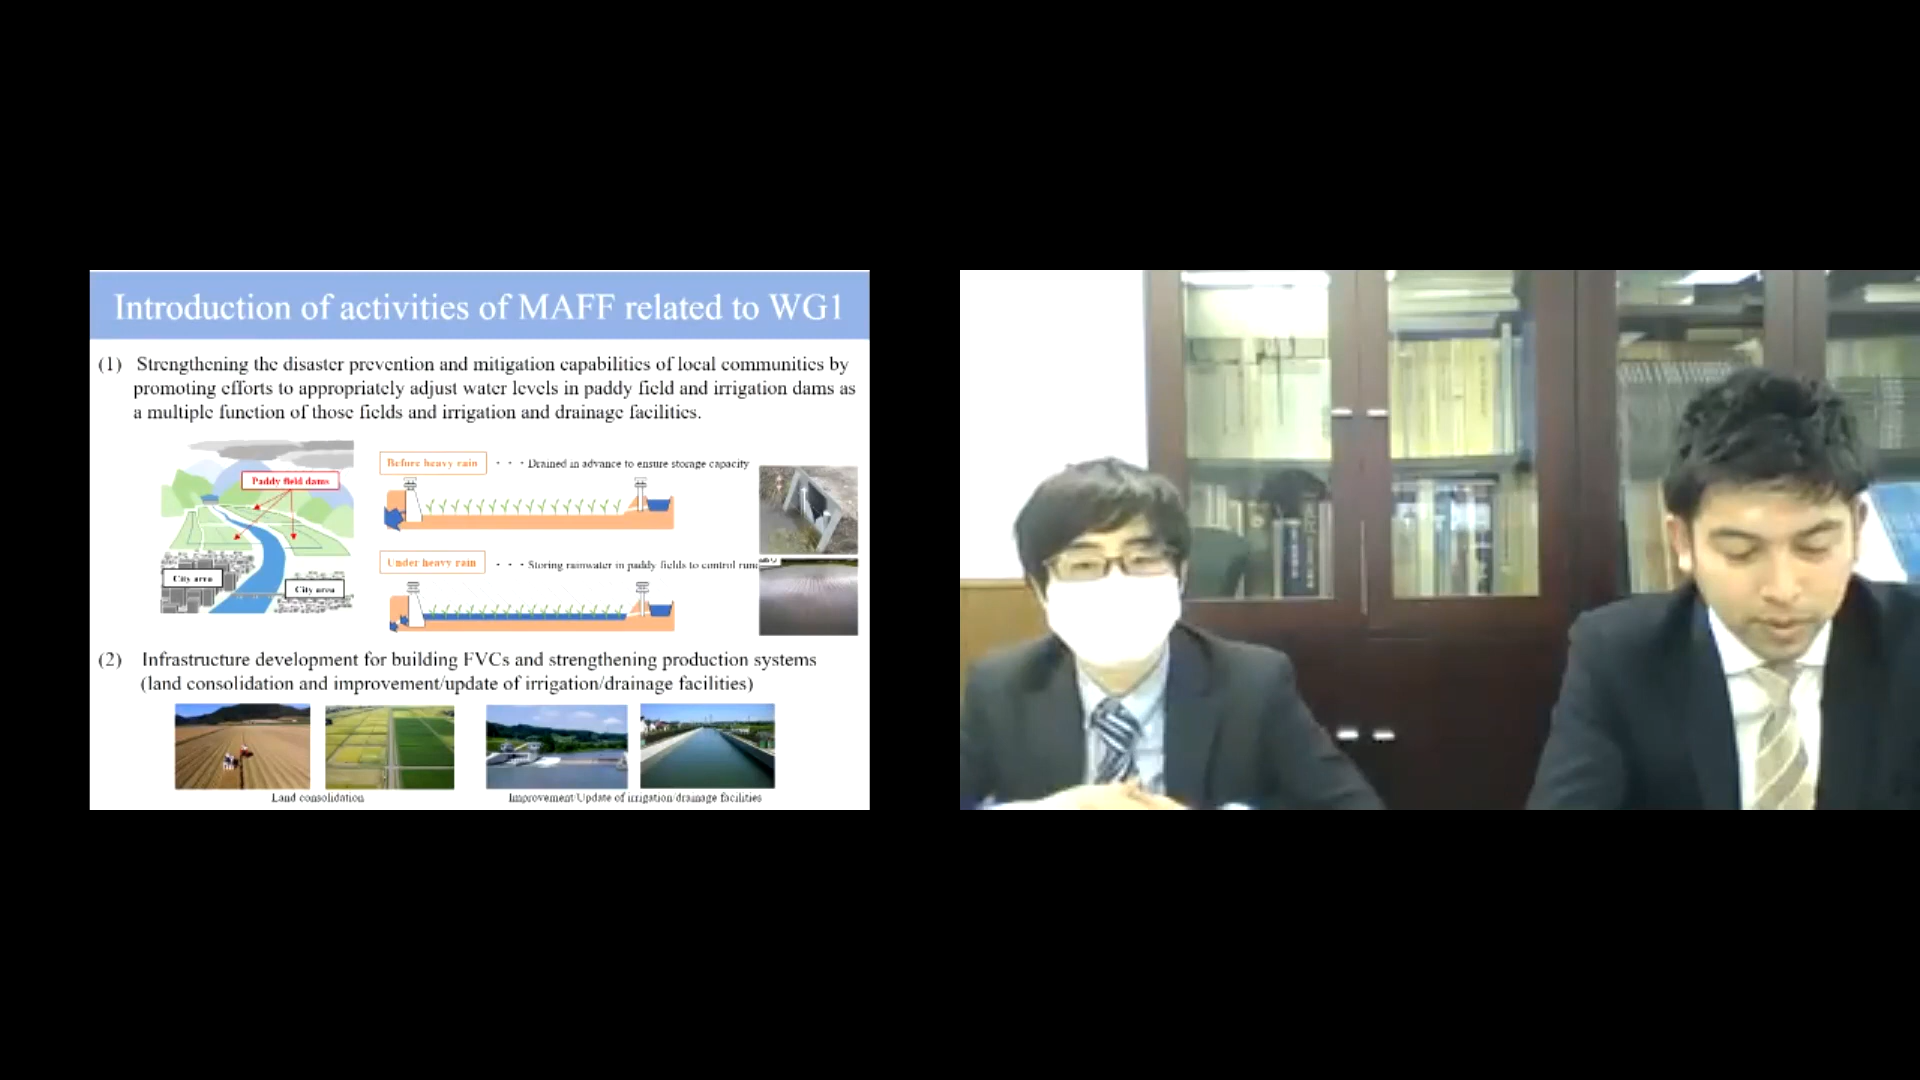 Introduction of activities of MAFF related to WG1
(1) Strengthening the disaster prevention and mitigation capabilities of local communities by
promoting efforts to appropriately adjust water levels in paddy field and irrigation dams as
a multiple function of those fields and irrigation and drainage facilities.
Paddy field dams
City area
City area
Before heavy rain ・・・Drained in advance to ensure storage capacity
Under heavy rain ・・・Storing rainwater in paddy fields to control
(2) Infrastructure development for building FVCs and strengthening production systems
(land consolidation and improvement/update of irrigation/drainage facilities)
Land consolidation
Improvement/Update of irrigation/drainage facilities